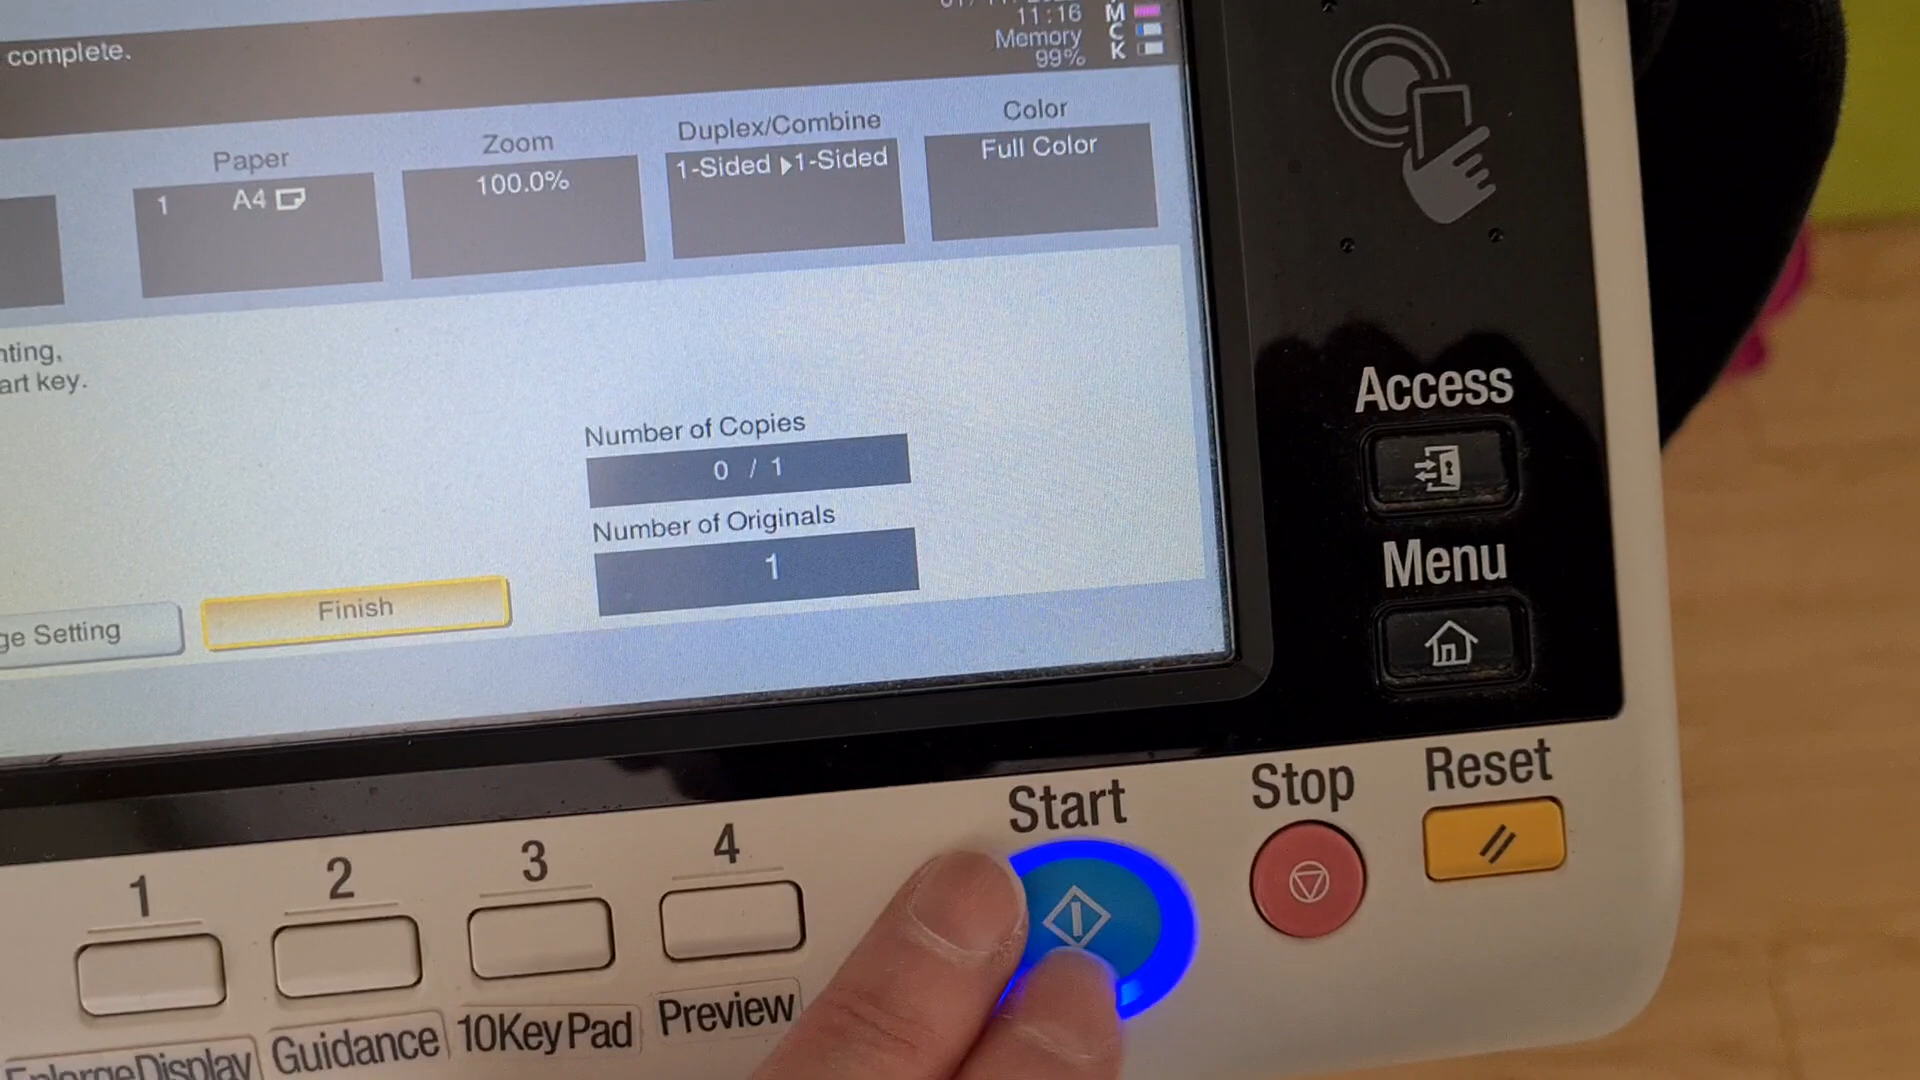 complete.
11:16
Memory
99%
M
C
K
Paper
Zoom
Duplex/Combine
Color
1 A4
100.0%
1-Sided 1-Sided
Full Color
nting,
art key.
Number of Copies
0 / 1
Number of Originals
1
ge Setting
Finish
Access
Menu
Start
Stop
Reset
1
2
3
4
EnlargeDisplay
Guidance
10KeyPad
Preview